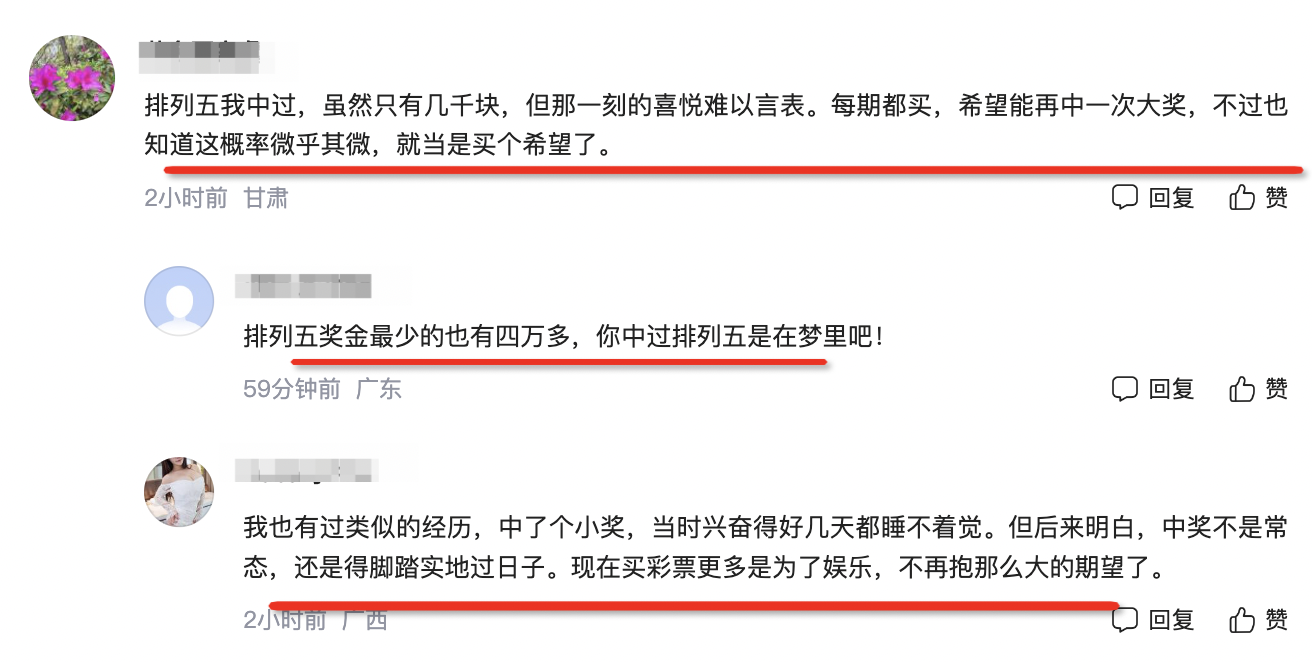 排列五我中过，虽然只有几千块，但那一刻的喜悦难以言表。每期都买，希望能再中一次大奖，不过也
知道这概率微乎其微，就当是买个希望了。
2小时前 甘肃 回复 赞
排列五奖金最少的也有四万多，你中过排列五是在梦里吧！
59分钟前 广东 回复 赞
我也有过类似的经历，中了个小奖，当时兴奋得好几天都睡不着觉。但后来明白，中奖不是常
态，还是得脚踏实地过日子。现在买彩票更多是为了娱乐，不再抱那么大的期望了。
2小时前 广西 回复 赞